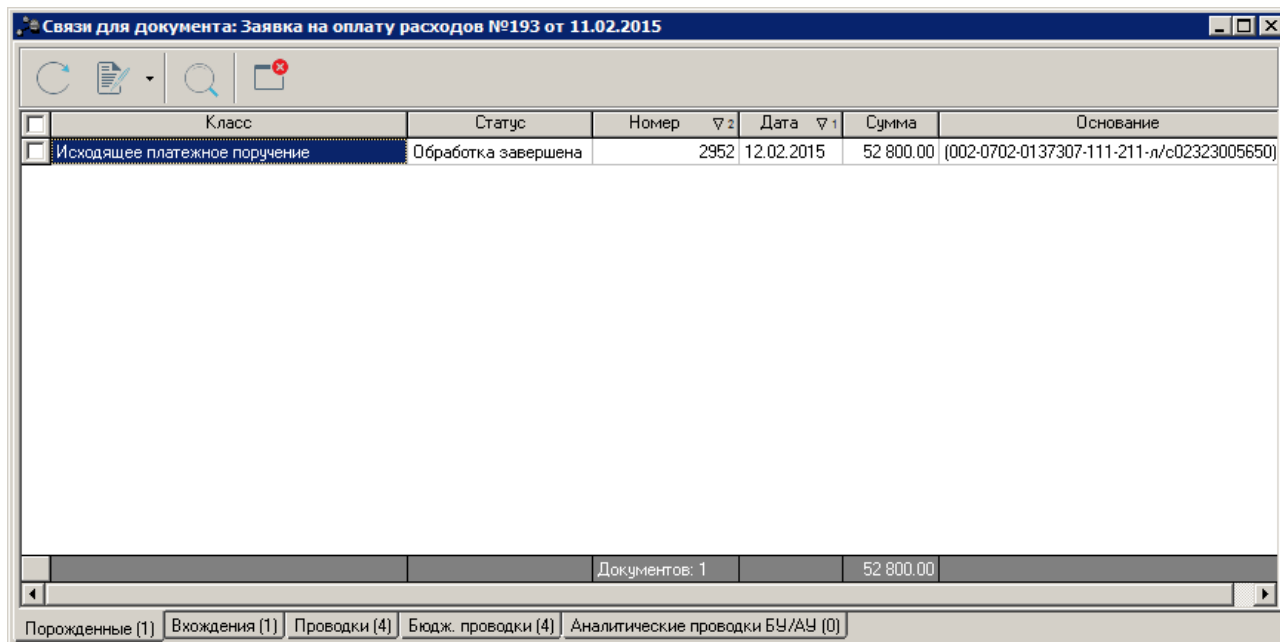 Связи для документа: Заявка на оплату расходов №193 от 11.02.2015
Класс Статус Номер 2 Дата 1 Сумма Основание
Исходящее платежное поручение Обработка завершена 2952 12.02.2015 52 800.00 (002-0702-0137307-111-211-л/с02323005650)
Документов: 1 52 800.00
Порожденные (1) Вхождения (1) Проводки (4) Бюдж. проводки (4) Аналитические проводки БУ/АУ (0)